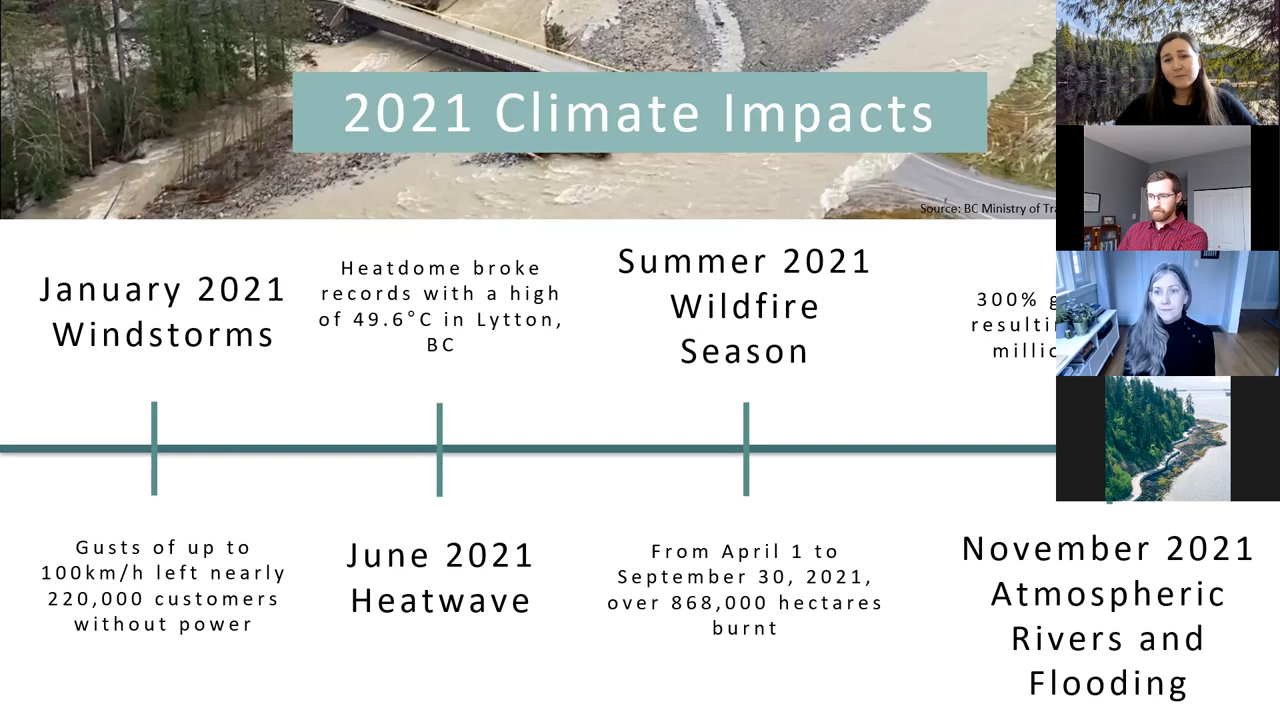 2021 Climate Impacts
Source: BC Ministry of
January 2021
Windstorms
Heatdome broke
records with a high
of 49.6°C in Lytton,
BC
Summer 2021
Wildfire
Season
300%
Gusts of up to
100km/h left nearly
220,000 customers
without power
June 2021
Heatwave
From April 1 to
September 30, 2021,
over 868,000 hectares
burnt
November 2021
Atmospheric
Rivers and
Flooding